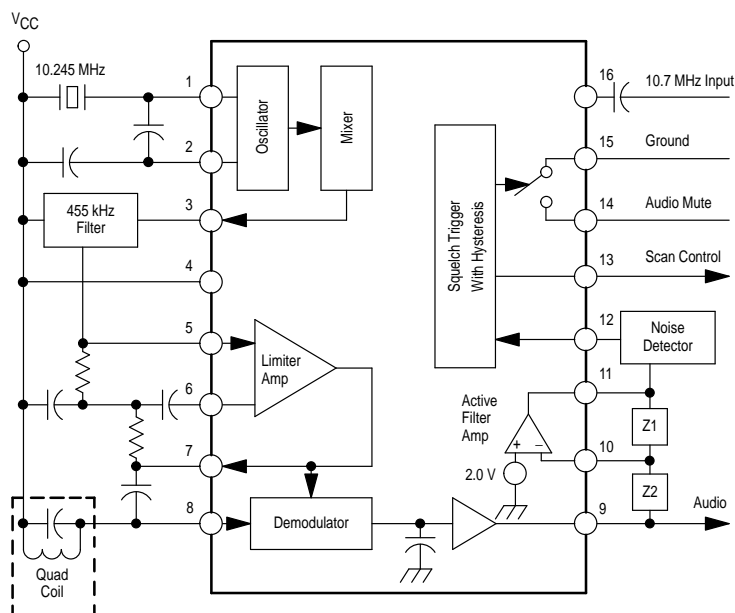 VCC
10.245 MHz
1
2
3
4
5
6
7
8
455 kHz
Filter
Quad
Coil
Oscillator
Mixer
Limiter
Amp
Demodulator
Squelch Trigger
With Hysteresis
Active
Filter
Amp
+ –
2.0 V
16
10.7 MHz Input
15
Ground
14
Audio Mute
13
Scan Control
12
Noise
Detector
11
Z1
10
Z2
9
Audio